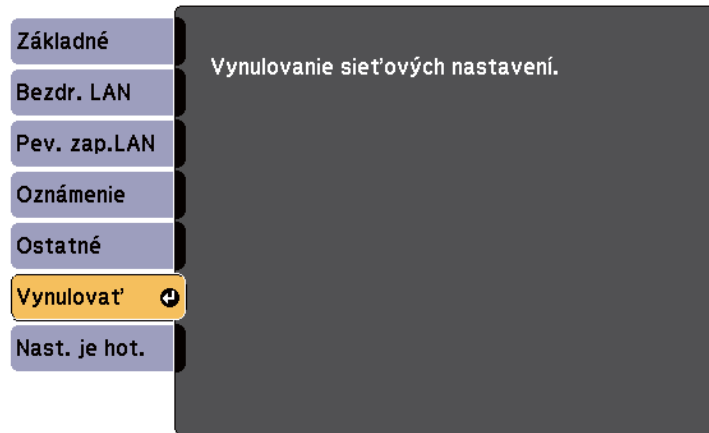 Základné
Bezdr. LAN
Pev. zap.LAN
Oznámenie
Ostatné
Vynulovať
Nast. je hot.
Vynulovanie sieťových nastavení.